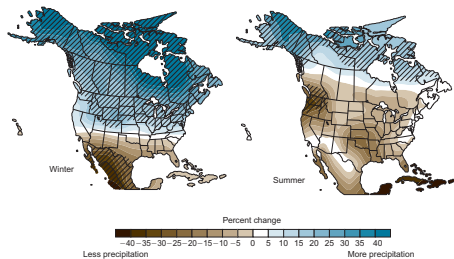 Winter
Summer
Percent change
−40−35−30−25−20−15−10 −5 0 5 10 15 20 25 30 35 40
Less precipitation More precipitation